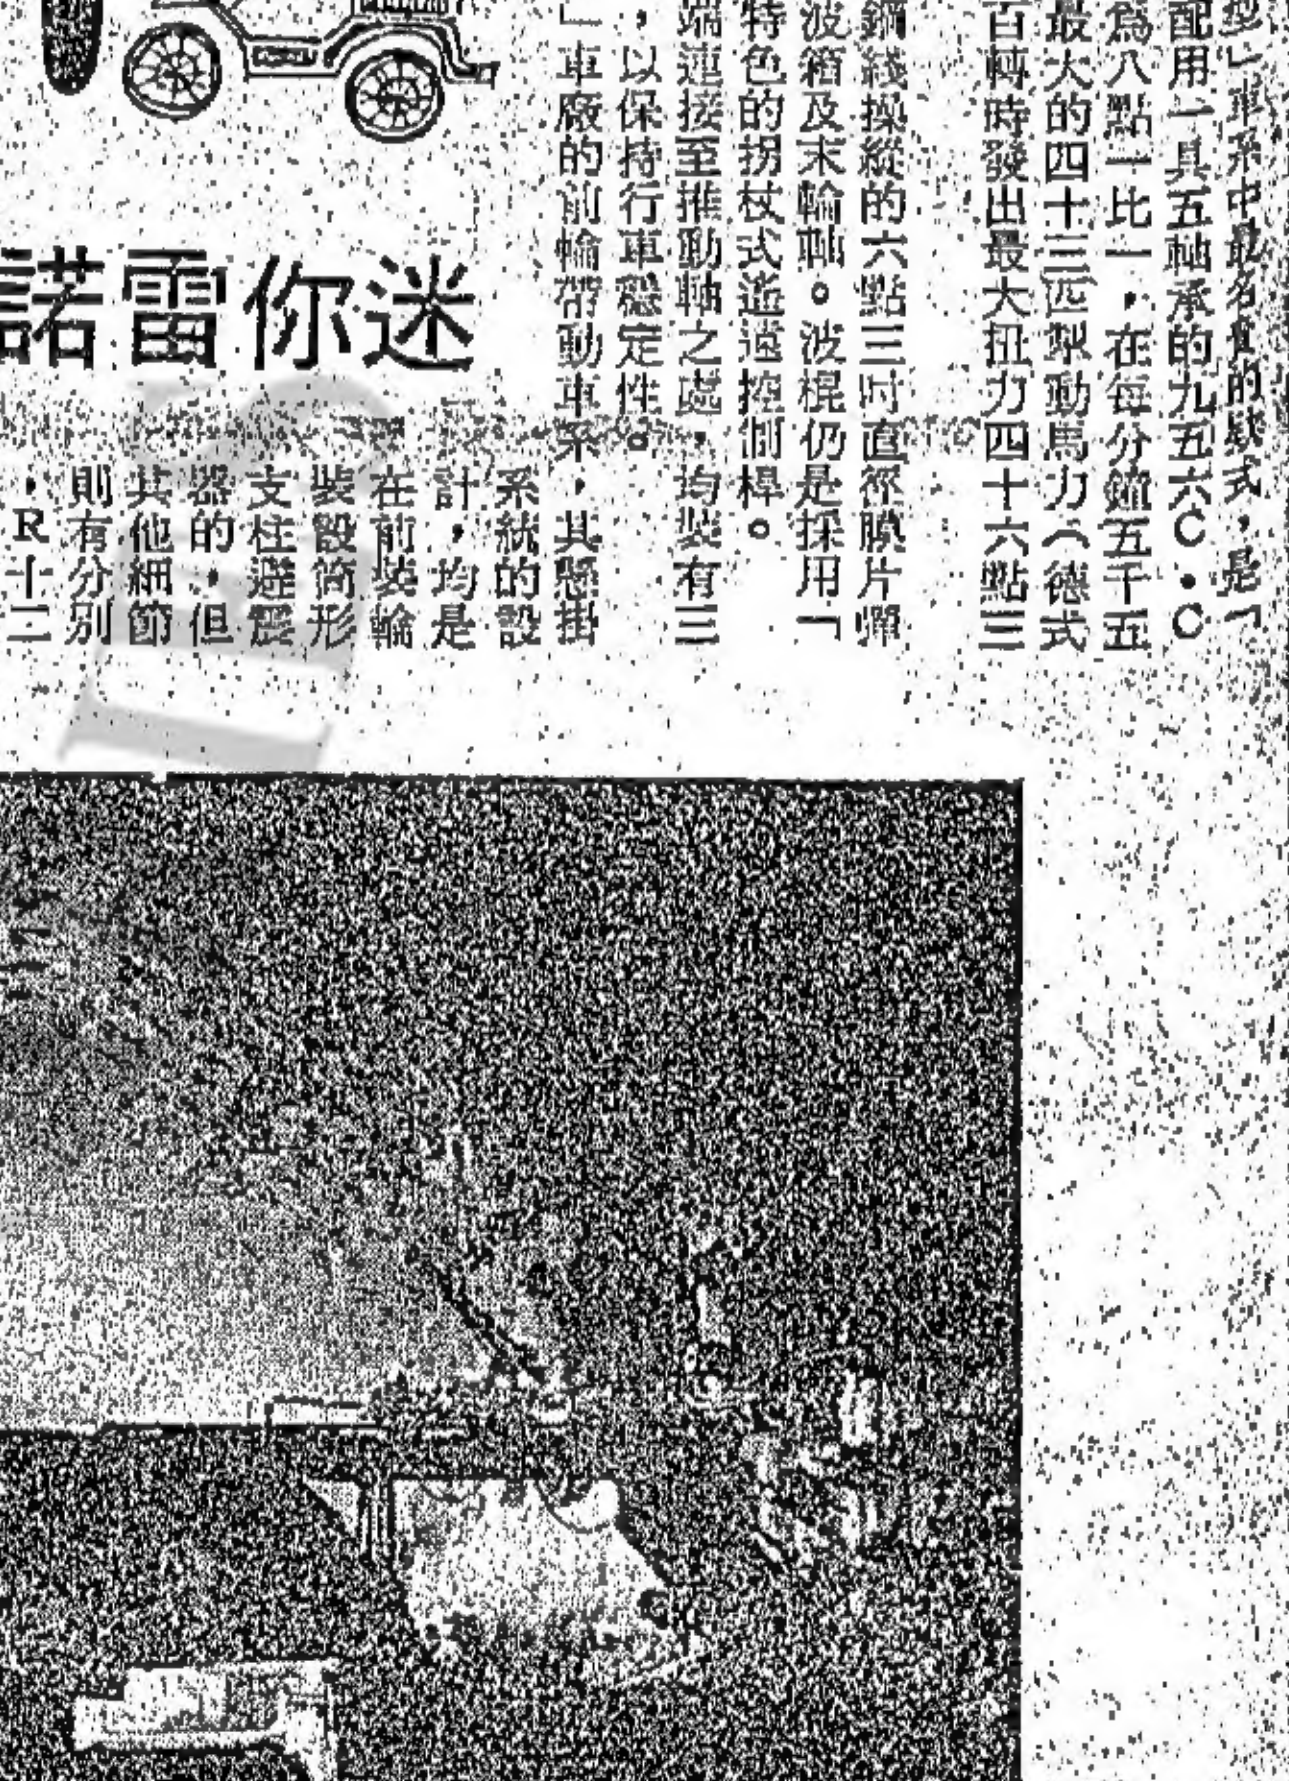 型」車系中最名貴的款式，是「
配用一具五軸承的九五六C・C
為八點一比一，在每分鐘五千五
最大的四十三匹掣動馬力（德式
百轉時發出最大扭力四十六點三
鋼綫操縱的六點三吋直徑膜片彈
波箱及末輪軸。波棍仍是採用「
特色的拐杖式遙遠控制桿。
端連接至推動軸之處，均裝有三
，以保持行車穩定性。
」車廠的前輪帶動車系，其懸掛
系統的設
計，均是
在前裝輪
裝設筒形
支柱避震
器的，但
其他細節
則有分別
，R十二
迷你雷諾